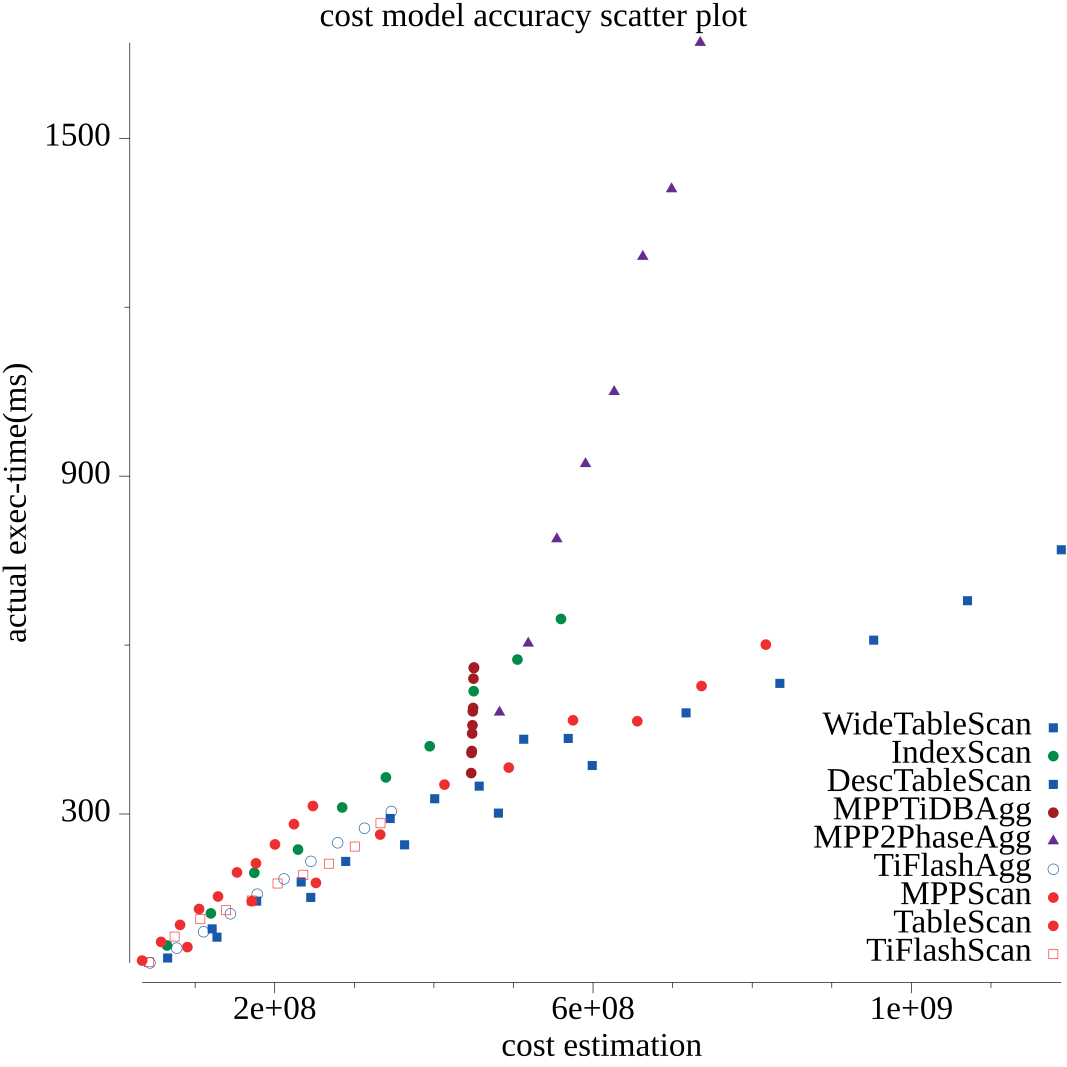 cost model accuracy scatter plot
1500
900
300
actual exec-time(ms)
WideTableScan
IndexScan
DescTableScan
MPPTiDBAgg
MPP2PhaseAgg
TiFlashAgg
MPPScan
TableScan
TiFlashScan
2e+08 6e+08 1e+09
cost estimation